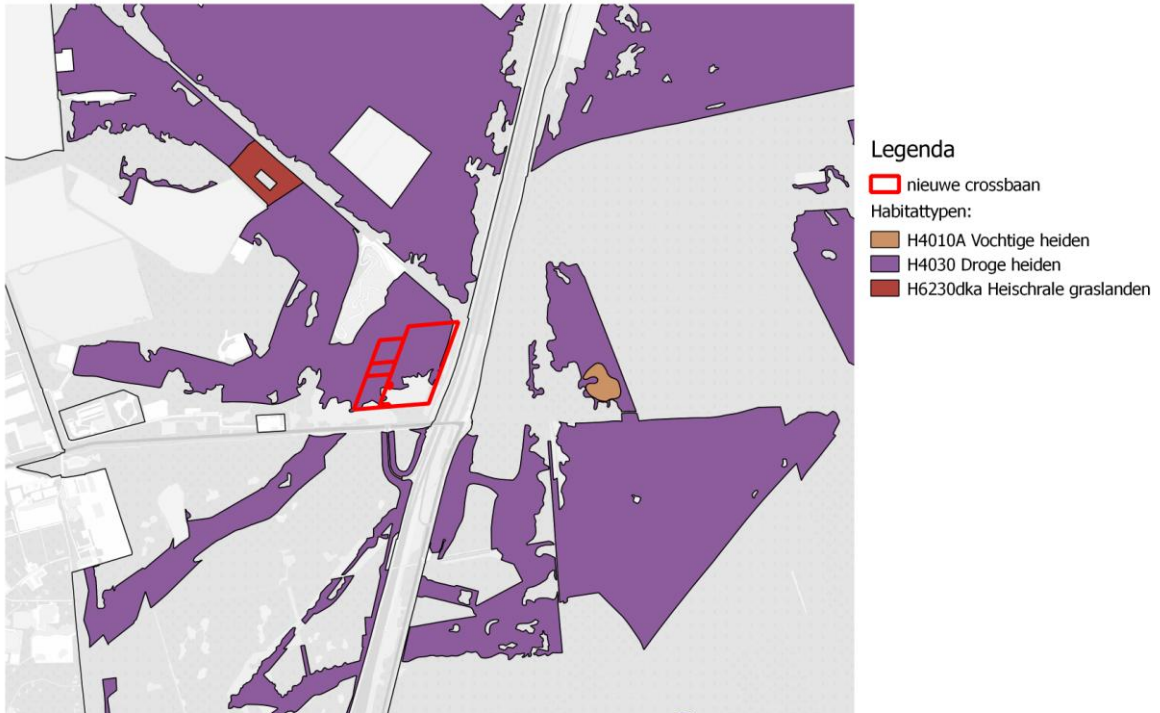 Legenda
nieuwe crossbaan
Habitattypen:
H4010A Vochtige heiden
H4030 Droge heiden
H6230dka Heischrale graslanden